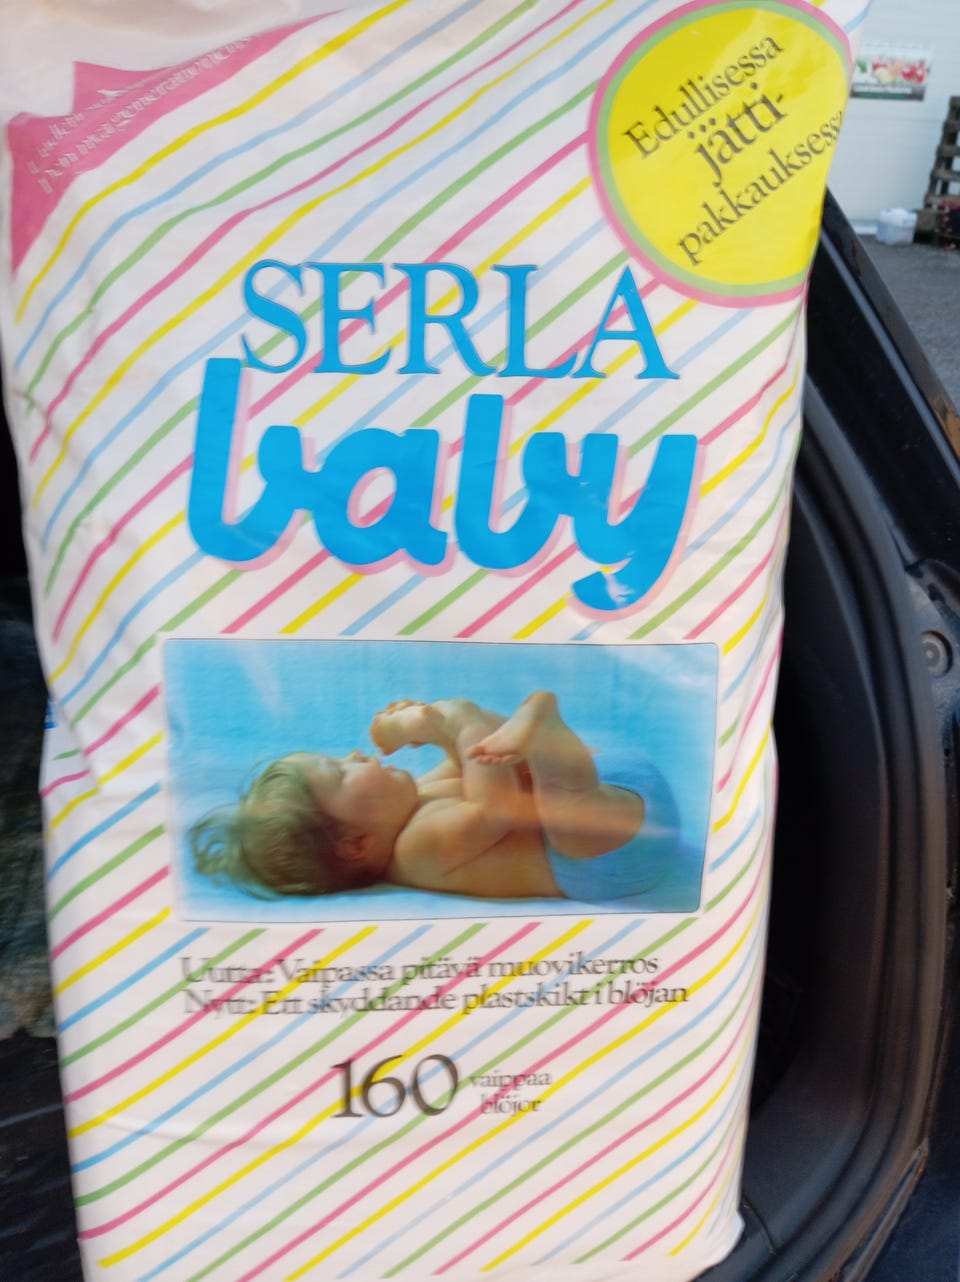 Edullisessa
jätti-
pakkauksessa
SERLA
baby
Uutta: Vaipassa pitävä muovikerros
Nytt: Ett skyddande plastskikt i blöjan
160 vaippaa
blöjor